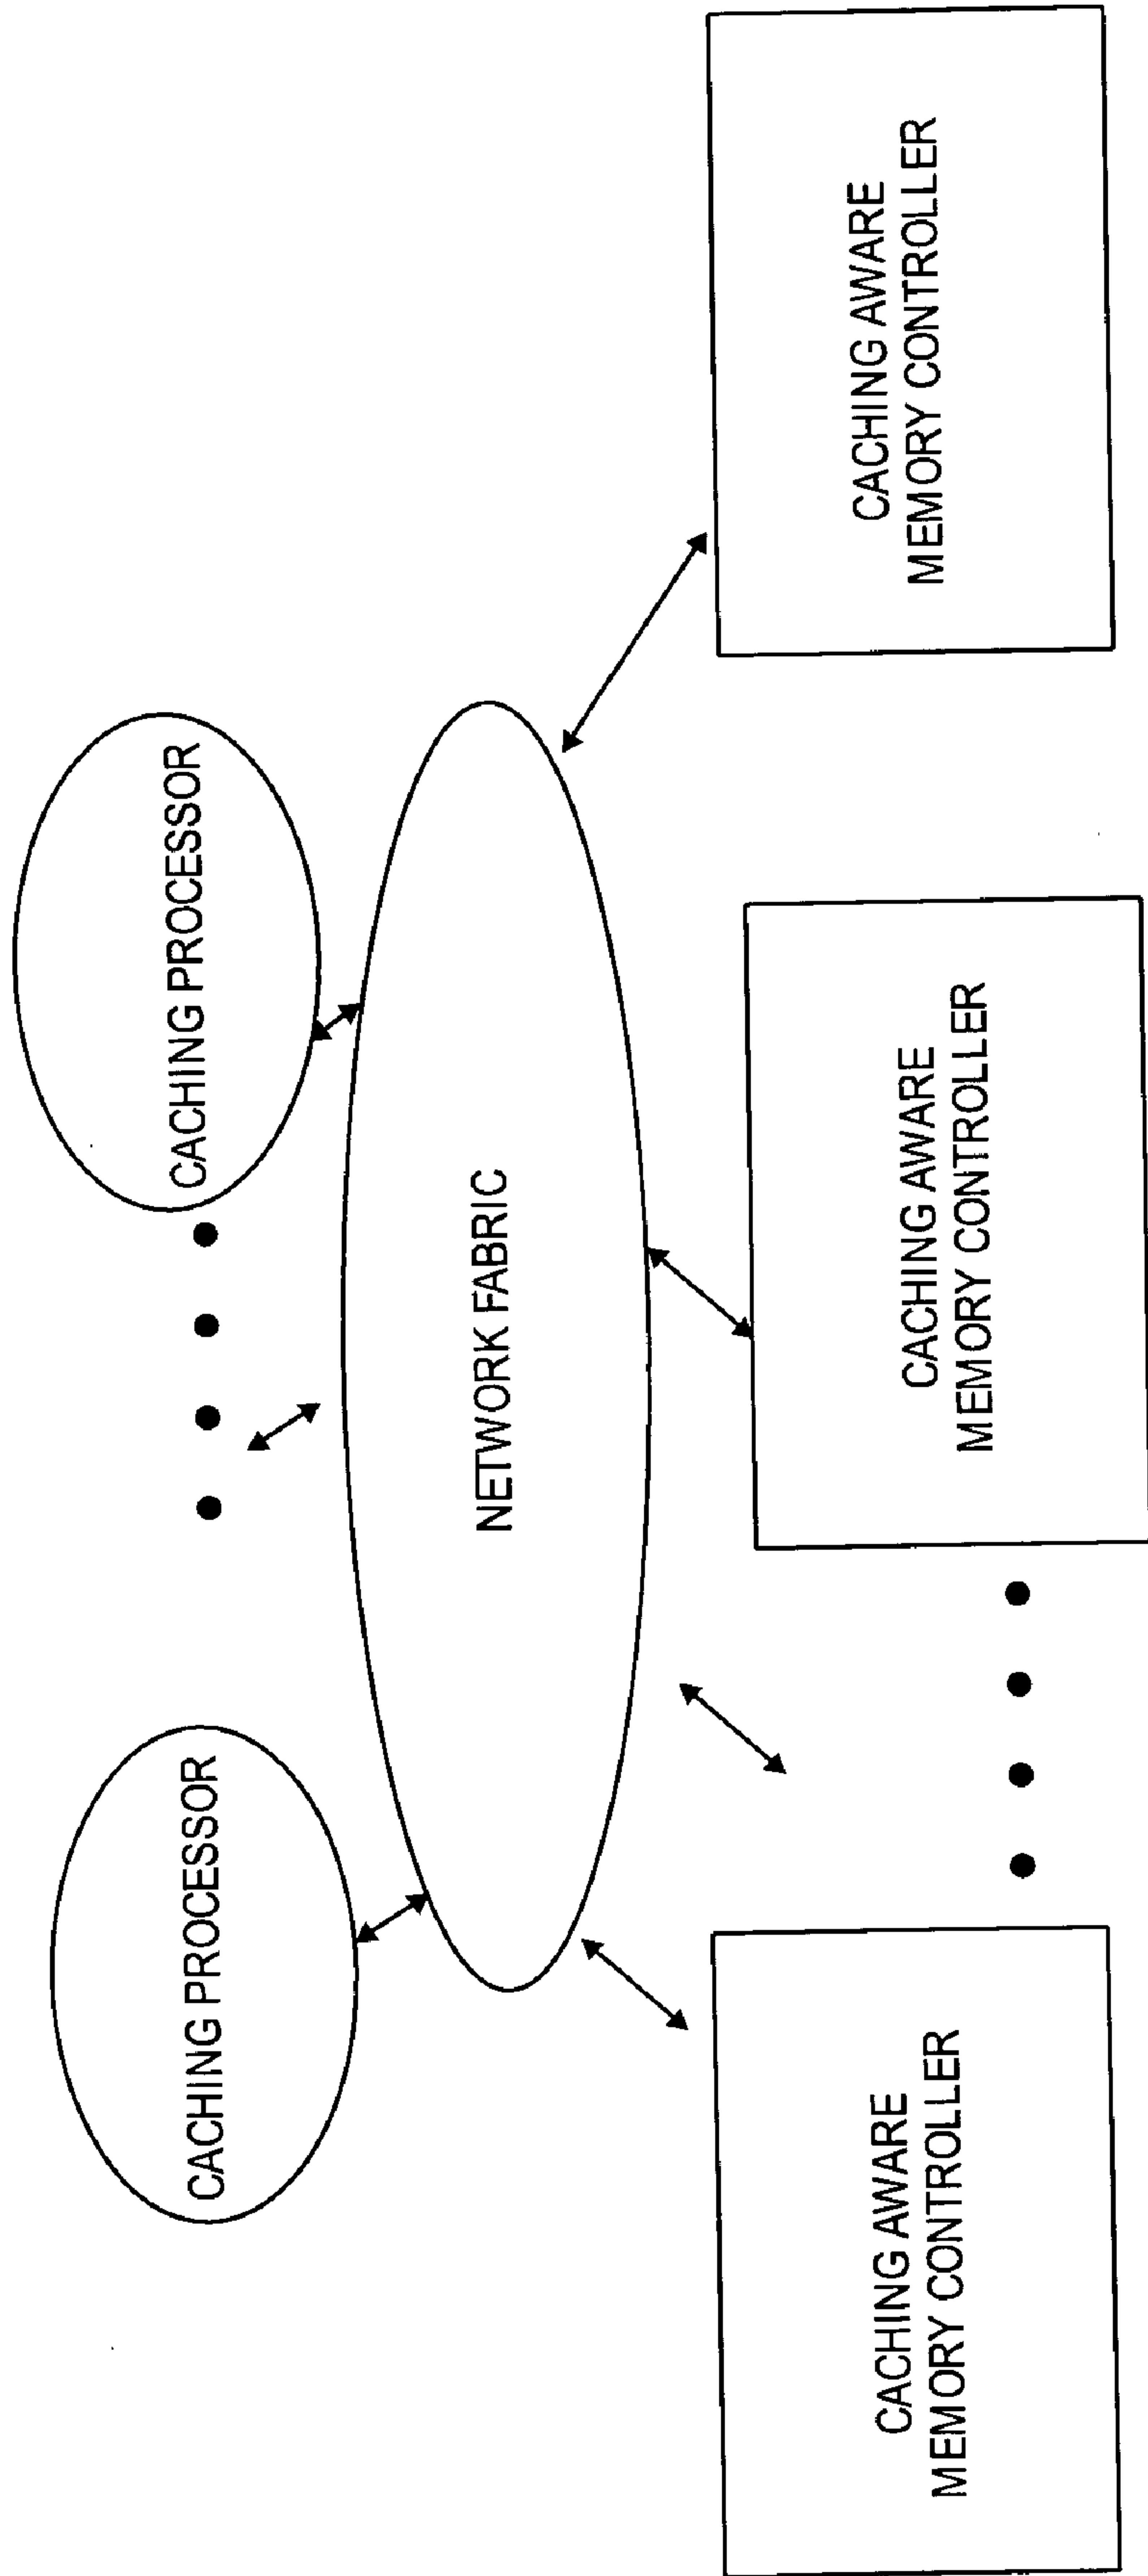 CACHING PROCESSOR
CACHING PROCESSOR
NETWORK FABRIC
CACHING AWARE
MEMORY CONTROLLER
CACHING AWARE
MEMORY CONTROLLER
CACHING AWARE
MEMORY CONTROLLER